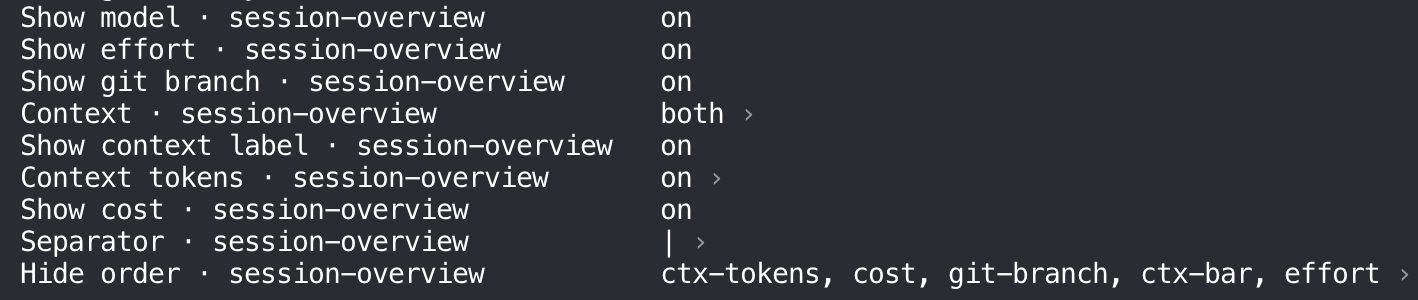 Show model · session-overview on
Show effort · session-overview on
Show git branch · session-overview on
Context · session-overview both ›
Show context label · session-overview on
Context tokens · session-overview on ›
Show cost · session-overview on
Separator · session-overview | ›
Hide order · session-overview ctx-tokens, cost, git-branch, ctx-bar, effort ›